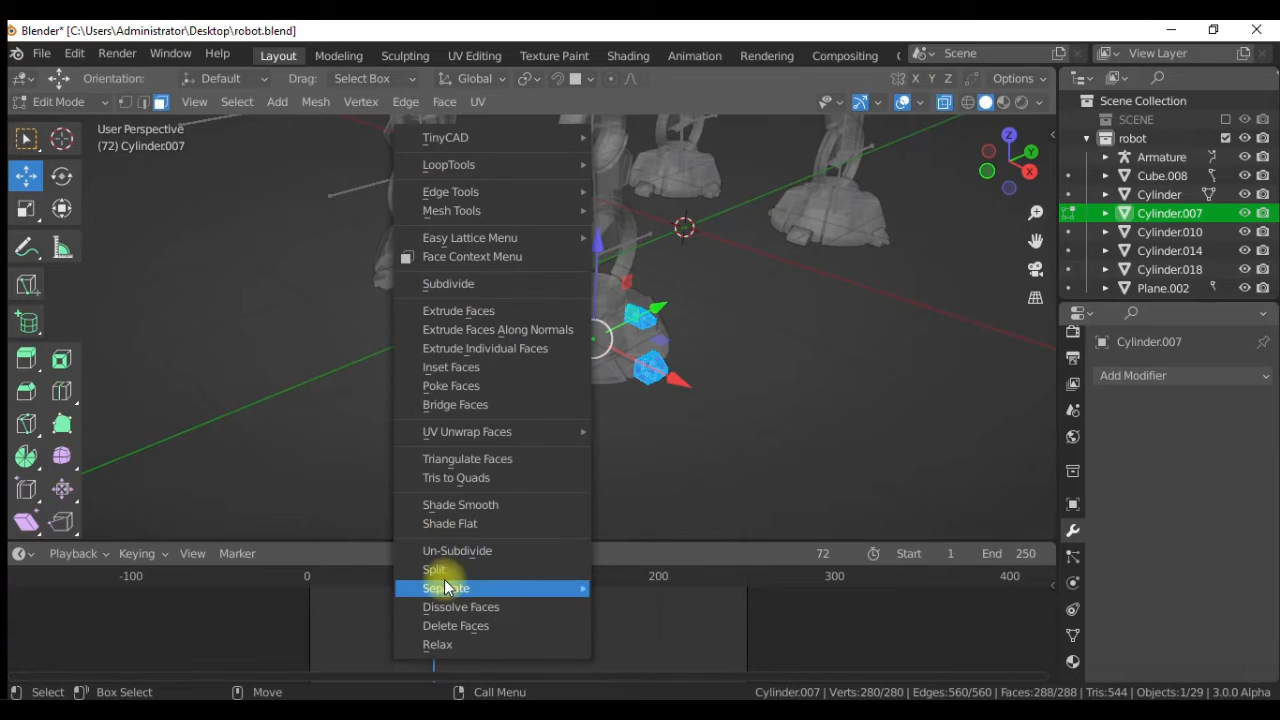 Blender* [C:\Users\Administrator\Desktop\robot.blend]
File Edit Render Window Help Layout Modeling Sculpting UV Editing Texture Paint Shading Animation Rendering Compositing Scene View Layer
Orientation: Default Drag: Select Box Global X Y Z Options
Edit Mode View Select Add Mesh Vertex Edge Face UV
Scene Collection
SCENE
robot
Armature
Cube.008
Cylinder
Cylinder.007
Cylinder.010
Cylinder.014
Cylinder.018
Plane.002
User Perspective
(72) Cylinder.007
Z
Y
X
TinyCAD
LoopTools
Edge Tools
Mesh Tools
Easy Lattice Menu
Face Context Menu
Subdivide
Extrude Faces
Extrude Faces Along Normals
Extrude Individual Faces
Inset Faces
Poke Faces
Bridge Faces
UV Unwrap Faces
Triangulate Faces
Tris to Quads
Shade Smooth
Shade Flat
Un-Subdivide
Split
Separate
Dissolve Faces
Delete Faces
Relax
Cylinder.007
Add Modifier
Playback Keying View Marker 72 Start 1 End 250
-100 0 200 300 400
Select Box Select Move Call Menu Cylinder.007 | Verts:280/280 | Edges:560/560 | Faces:288/288 | Tris:544 | Objects:1/29 | 3.0.0 Alpha